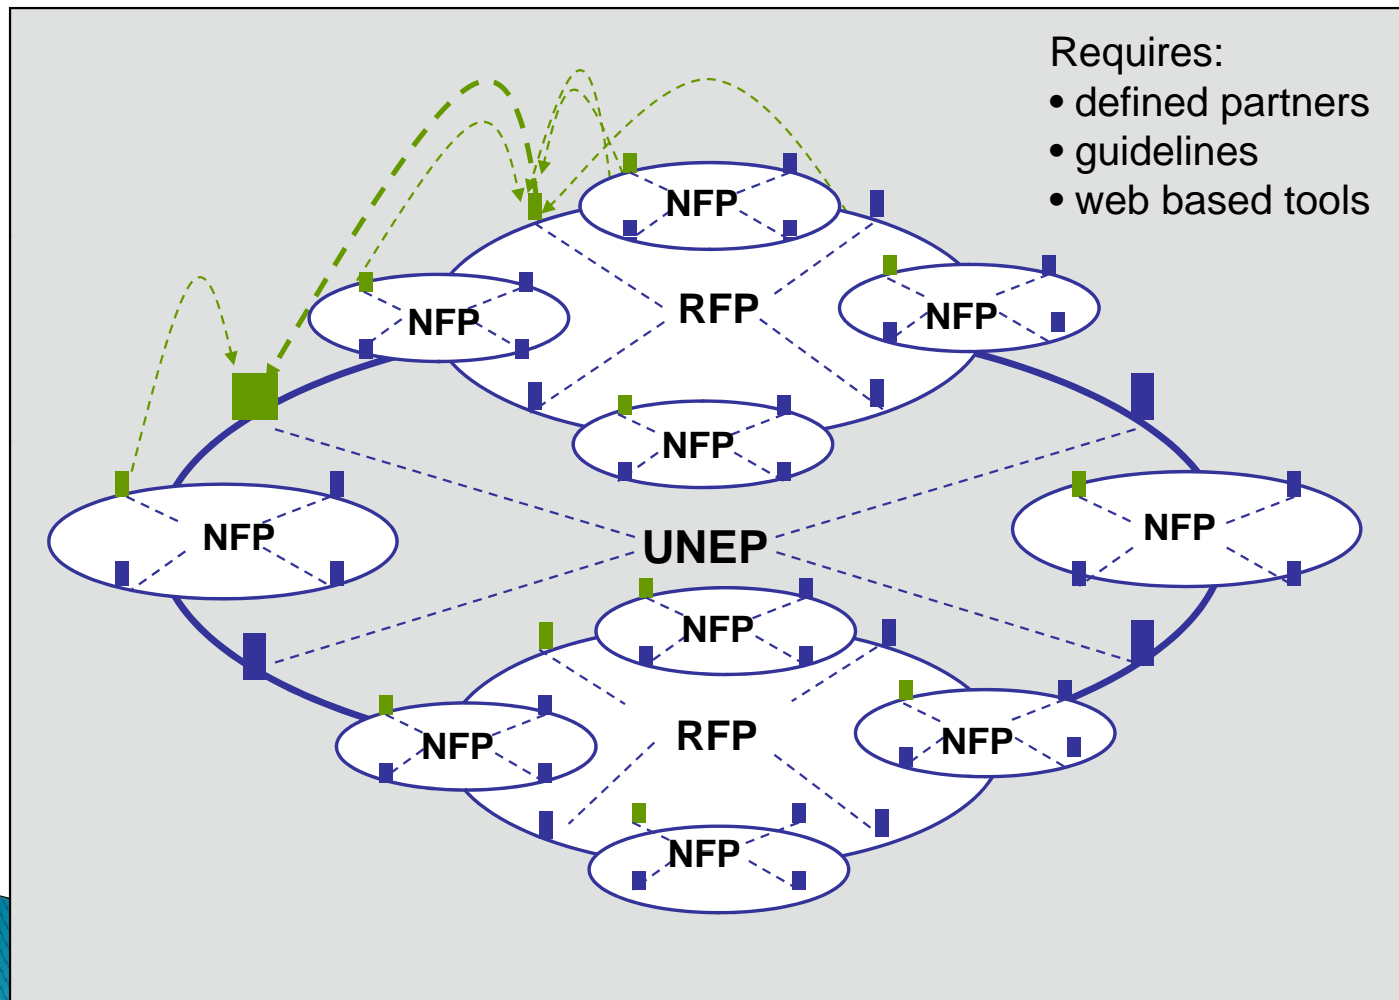 Requires:
• defined partners
• guidelines
• web based tools
NFP
RFP
NFP
NFP
NFP
NFP
UNEP
NFP
NFP
RFP
NFP
NFP
NFP